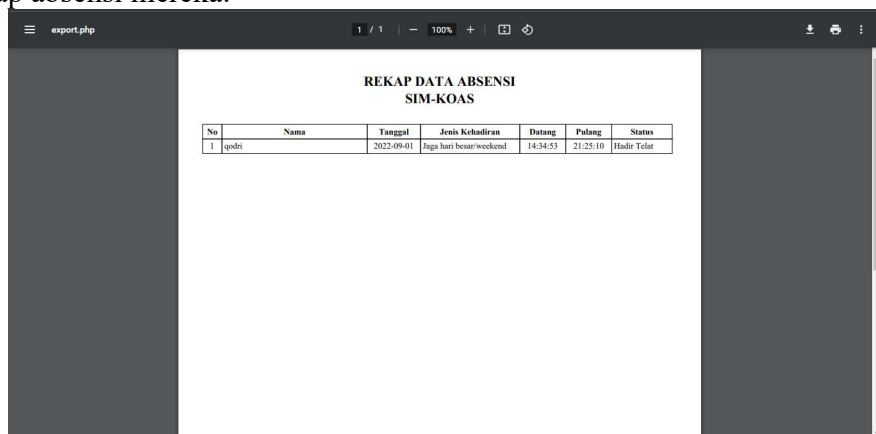 ap absensi mereka.
export.php 1 / 1 100%
REKAP DATA ABSENSI
SIM-KOAS
No Nama Tanggal Jenis Kehadiran Datang Pulang Status
1 qodri 2022-09-01 Jaga hari besar/weekend 14:34:53 21:25:10 Hadir Telat